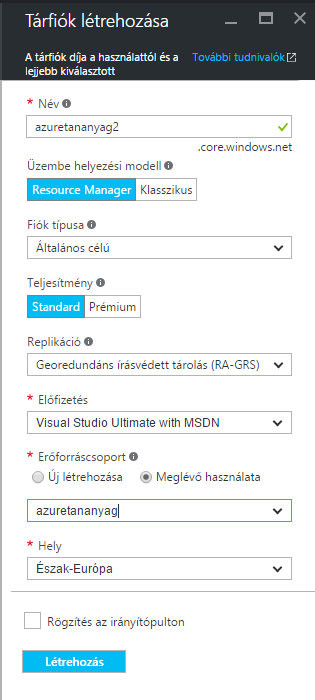 Tárfiók létrehozása
A tárfiók díja a használattól és a
lejjebb kiválasztott
További tudnivalók
* Név
azuretananyag2
.core.windows.net
Üzembe helyezési modell
Resource Manager Klasszikus
Fiók típusa
Általános célú
Teljesítmény
Standard Prémium
Replikáció
Georedundáns írásvédett tárolás (RA-GRS)
* Előfizetés
Visual Studio Ultimate with MSDN
* Erőforráscsoport
Új létrehozása Meglévő használata
azuretananyag
* Hely
Észak-Európa
Rögzítés az irányítópulton
Létrehozás